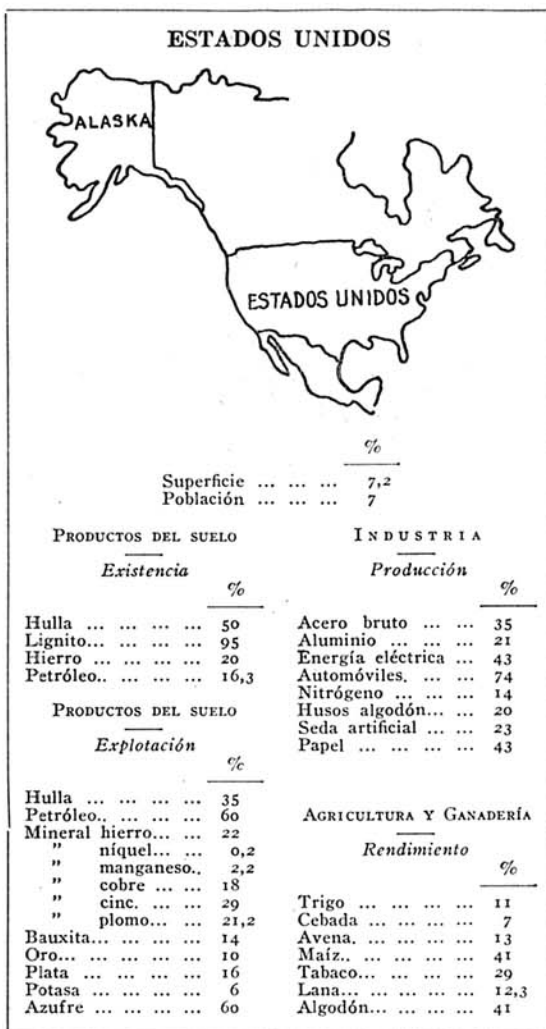 ESTADOS UNIDOS
ALASKA
ESTADOS UNIDOS
%
Superficie ... ... ... 7,2
Población ... ... ... 7
PRODUCTOS DEL SUELO
Existencia
%
Hulla ... ... ... ... 50
Lignito... ... ... ... 95
Hierro ... ... ... ... 20
Petróleo.. ... ... ... 16,3
PRODUCTOS DEL SUELO
Explotación
%
Hulla ... ... ... ... 35
Petróleo.. ... ... ... 60
Mineral hierro... ... 22
" níquel... ... 0,2
" manganeso.. 2,2
" cobre ... ... 18
" cinc. ... ... 29
" plomo... ... 21,2
Bauxita... ... ... ... 14
Oro... ... ... ... ... 10
Plata ... ... ... ... 16
Potasa ... ... ... ... 6
Azufre ... ... ... ... 60
INDUSTRIA
Producción
%
Acero bruto ... ... 35
Aluminio ... ... ... 21
Energía eléctrica ... 43
Automóviles. ... ... 74
Nitrógeno ... ... ... 14
Husos algodón... ... 20
Seda artificial ... ... 23
Papel ... ... ... ... 43
AGRICULTURA Y GANADERÍA
Rendimiento
%
Trigo ... ... ... ... 11
Cebada ... ... ... ... 7
Avena. ... ... ... ... 13
Maíz.. ... ... ... ... 41
Tabaco... ... ... ... 29
Lana... ... ... ... ... 12,3
Algodón... ... ... ... 41